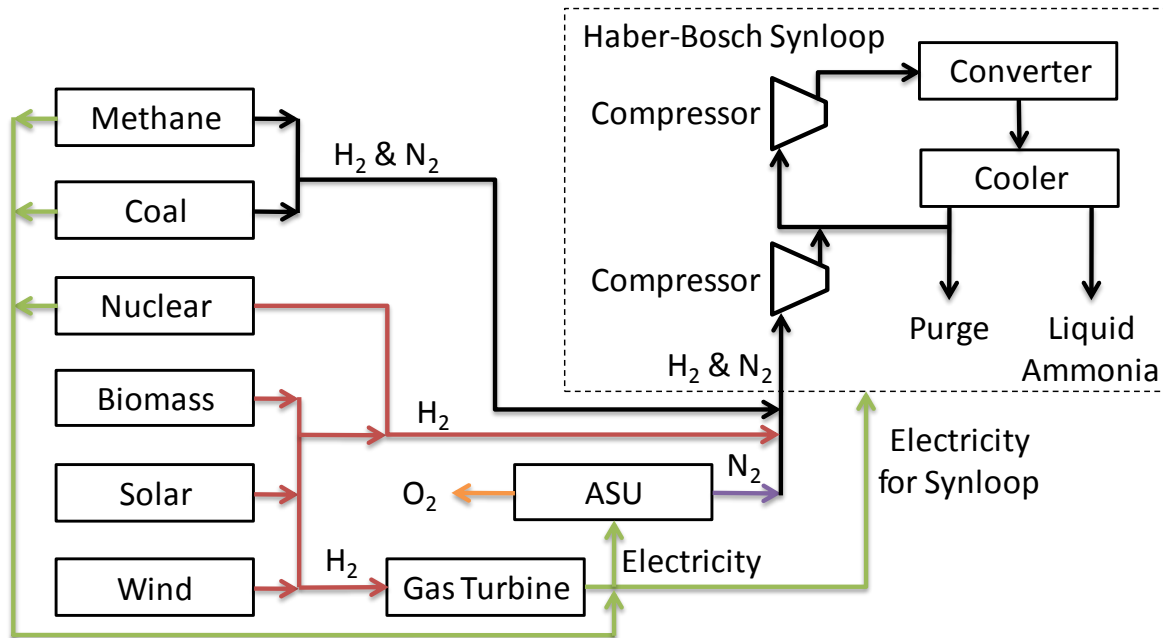 Haber-Bosch Synloop
Converter
Methane
Compressor
H₂ & N₂
Cooler
Coal
Nuclear
Compressor
Purge
Liquid
Ammonia
H₂ & N₂
Biomass
H₂
Electricity
for Synloop
N₂
Solar
O₂
ASU
H₂
Electricity
Wind
Gas Turbine